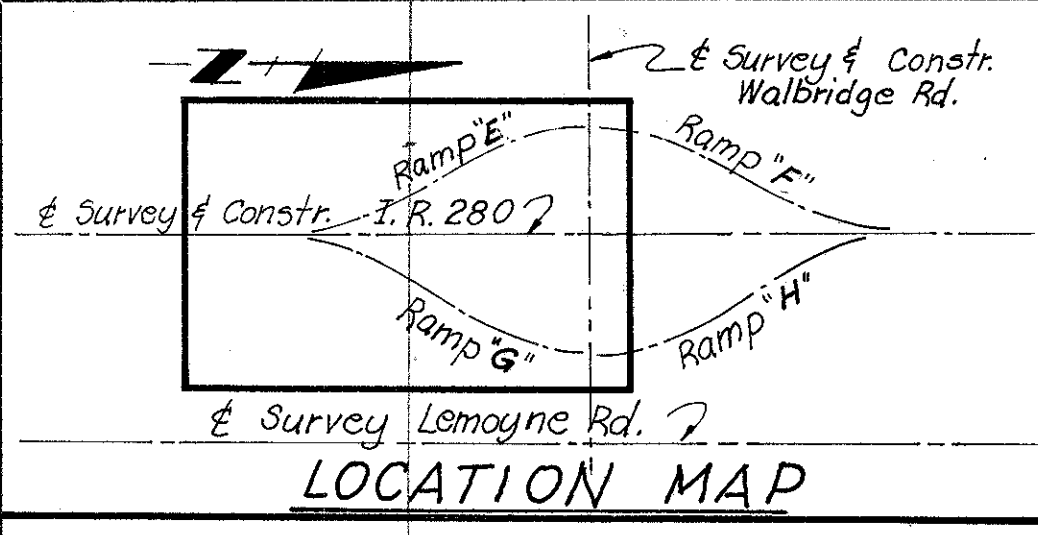 N
℄ Survey & Constr.
Walbridge Rd.
Ramp "E"
Ramp "F"
℄ Survey & Constr. I.R. 280
Ramp "G"
Ramp "H"
℄ Survey Lemoyne Rd.
LOCATION MAP